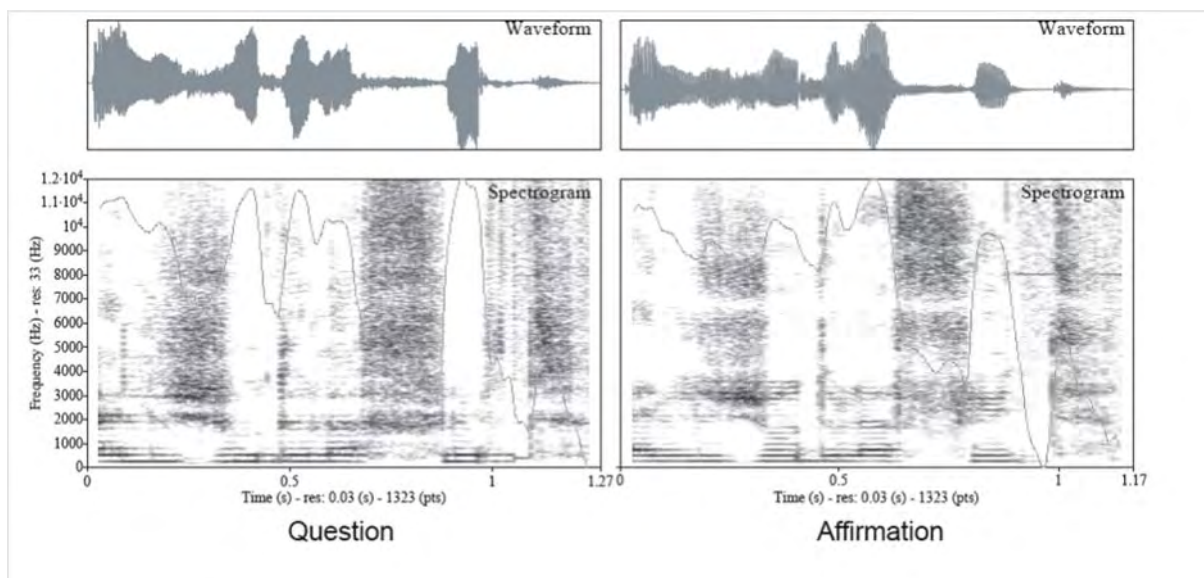 Waveform
Waveform
Spectrogram
Spectrogram
Frequency (Hz) - res: 33 (Hz)
1.2·10⁴
1.1·10⁴
10⁴
9000
8000
7000
6000
5000
4000
3000
2000
1000
0
0
0.5
1
1.27
Time (s) - res: 0.03 (s) - 1323 (pts)
0
0.5
1
1.17
Time (s) - res: 0.03 (s) - 1323 (pts)
Question
Affirmation